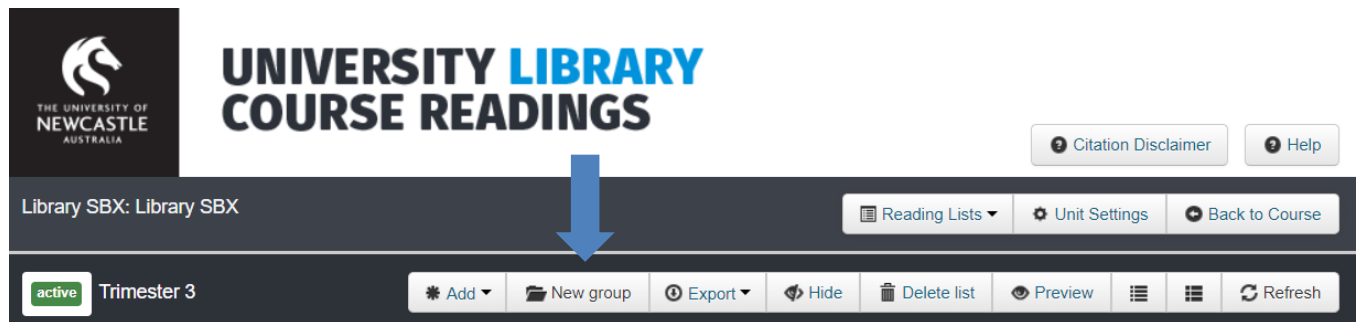 THE UNIVERSITY OF
NEWCASTLE
AUSTRALIA
UNIVERSITY LIBRARY
COURSE READINGS
Citation Disclaimer Help
Library SBX: Library SBX Reading Lists Unit Settings Back to Course
active Trimester 3 Add New group Export Hide Delete list Preview Refresh